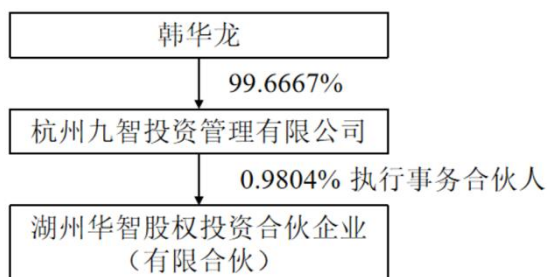 韩华龙
99.6667%
杭州九智投资管理有限公司
0.9804% 执行事务合伙人
湖州华智股权投资合伙企业
（有限合伙）